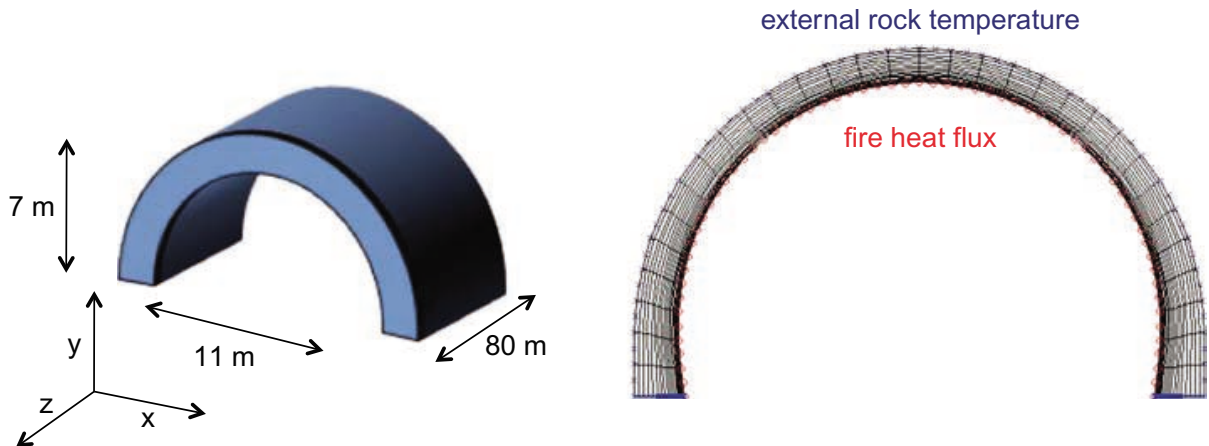 external rock temperature
fire heat flux
7 m
11 m
80 m
y
z
x